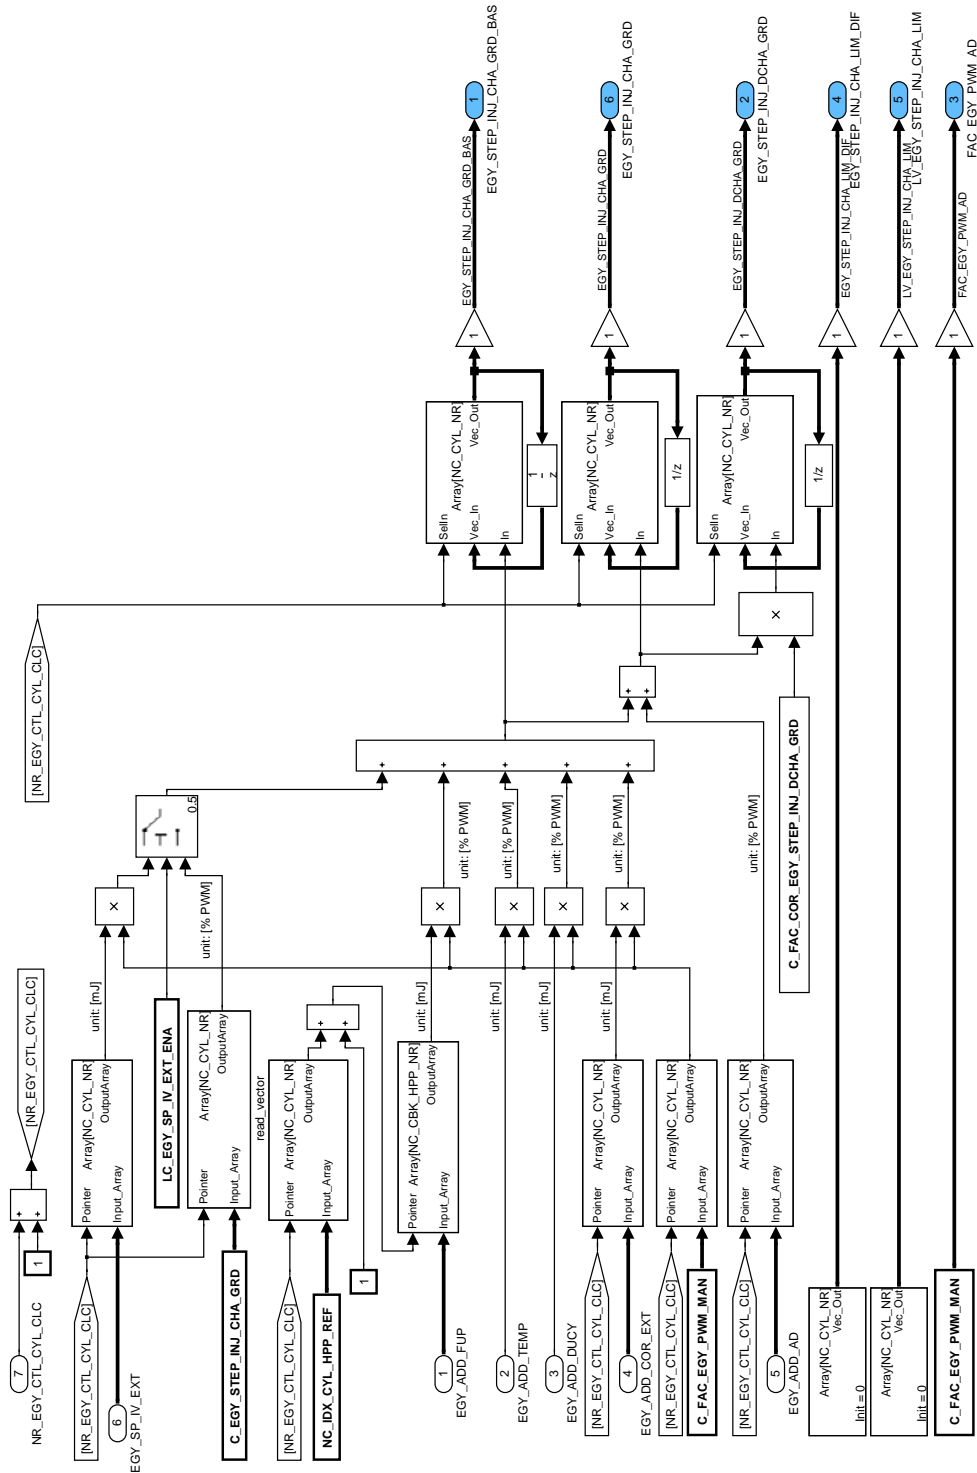 7
NR_EGY_CTL_CYL_CLC
1
+
+
[NR_EGY_CTL_CYL_CLC]
[NR_EGY_CTL_CYL_CLC]
6
EGY_SP_IV_EXT
Pointer
Input_Array
Array[NC_CYL_NR]
OutputArray
unit: [mJ]
×
LC_EGY_SP_IV_EXT_ENA
C_EGY_STEP_INJ_CHA_GRD
Pointer
Input_Array
Array[NC_CYL_NR]
OutputArray
read_vector
unit: [% PWM]
0.5
[NR_EGY_CTL_CYL_CLC]
NC_IDX_CYL_HPP_REF
Pointer
Input_Array
Array[NC_CYL_NR]
OutputArray
1
+
+
1
EGY_ADD_FUP
Pointer
Input_Array
Array[NC_CBK_HPP_NR]
OutputArray
unit: [mJ]
×
unit: [% PWM]
2
EGY_ADD_TEMP
unit: [mJ]
×
unit: [% PWM]
3
EGY_ADD_DUCY
unit: [mJ]
×
unit: [% PWM]
[NR_EGY_CTL_CYL_CLC]
4
EGY_ADD_COR_EXT
Pointer
Input_Array
Array[NC_CYL_NR]
OutputArray
unit: [mJ]
×
unit: [% PWM]
[NR_EGY_CTL_CYL_CLC]
C_FAC_EGY_PWM_MAN
Pointer
Input_Array
Array[NC_CYL_NR]
OutputArray
[NR_EGY_CTL_CYL_CLC]
5
EGY_ADD_AD
Pointer
Input_Array
Array[NC_CYL_NR]
OutputArray
unit: [% PWM]
+
+
+
+
+
+
+
C_FAC_COR_EGY_STEP_INJ_DCHA_GRD
×
[NR_EGY_CTL_CYL_CLC]
SelIn
Vec_In
In
Array[NC_CYL_NR]
Vec_Out
1
z
1
EGY_STEP_INJ_CHA_GRD_BAS
1
EGY_STEP_INJ_CHA_GRD_BAS
SelIn
Vec_In
In
Array[NC_CYL_NR]
Vec_Out
1/z
1
EGY_STEP_INJ_CHA_GRD
6
EGY_STEP_INJ_CHA_GRD
SelIn
Vec_In
In
Array[NC_CYL_NR]
Vec_Out
1/z
1
EGY_STEP_INJ_DCHA_GRD
2
EGY_STEP_INJ_DCHA_GRD
Array[NC_CYL_NR]
Vec_Out
Init = 0
1
EGY_STEP_INJ_CHA_LIM_DIF
4
EGY_STEP_INJ_CHA_LIM_DIF
Array[NC_CYL_NR]
Vec_Out
Init = 0
1
LV_EGY_STEP_INJ_CHA_LIM
5
LV_EGY_STEP_INJ_CHA_LIM
C_FAC_EGY_PWM_MAN
1
FAC_EGY_PWM_AD
3
FAC_EGY_PWM_AD